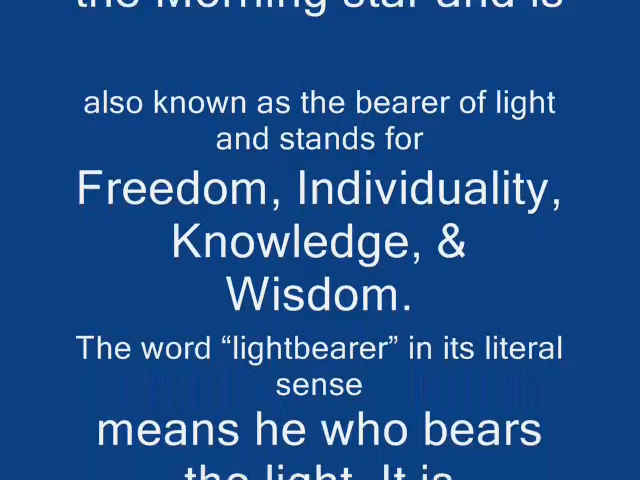 the Morning star and is
also known as the bearer of light
and stands for
Freedom, Individuality,
Knowledge, &
Wisdom.
The word “lightbearer” in its literal
sense
means he who bears
the light. It is